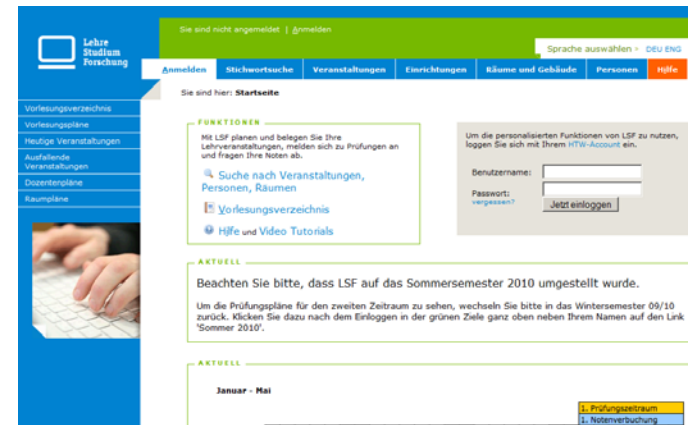 Lehre
Studium
Forschung
Sie sind nicht angemeldet | Anmelden
Sprache auswählen > DEU ENG
Anmelden Stichwortsuche Veranstaltungen Einrichtungen Räume und Gebäude Personen Hilfe
Sie sind hier: Startseite
Vorlesungsverzeichnis
Vorlesungspläne
Heutige Veranstaltungen
Ausfallende
Veranstaltungen
Dozentenpläne
Raumpläne
FUNKTIONEN
Mit LSF planen und belegen Sie Ihre
Lehrveranstaltungen, melden sich zu Prüfungen an
und fragen Ihre Noten ab.
Suche nach Veranstaltungen,
Personen, Räumen
Vorlesungsverzeichnis
Hilfe und Video Tutorials
Um die personalisierten Funktionen von LSF zu nutzen,
loggen Sie sich mit Ihrem HTW-Account ein.
Benutzername:
Passwort:
vergessen?
Jetzt einloggen
AKTUELL
Beachten Sie bitte, dass LSF auf das Sommersemester 2010 umgestellt wurde.
Um die Prüfungspläne für den zweiten Zeitraum zu sehen, wechseln Sie bitte in das Wintersemester 09/10
zurück. Klicken Sie dazu nach dem Einloggen in der grünen Ziele ganz oben neben Ihrem Namen auf den Link
'Sommer 2010'.
AKTUELL
Januar - Mai
1. Prüfungszeitraum
1. Notenverbuchung